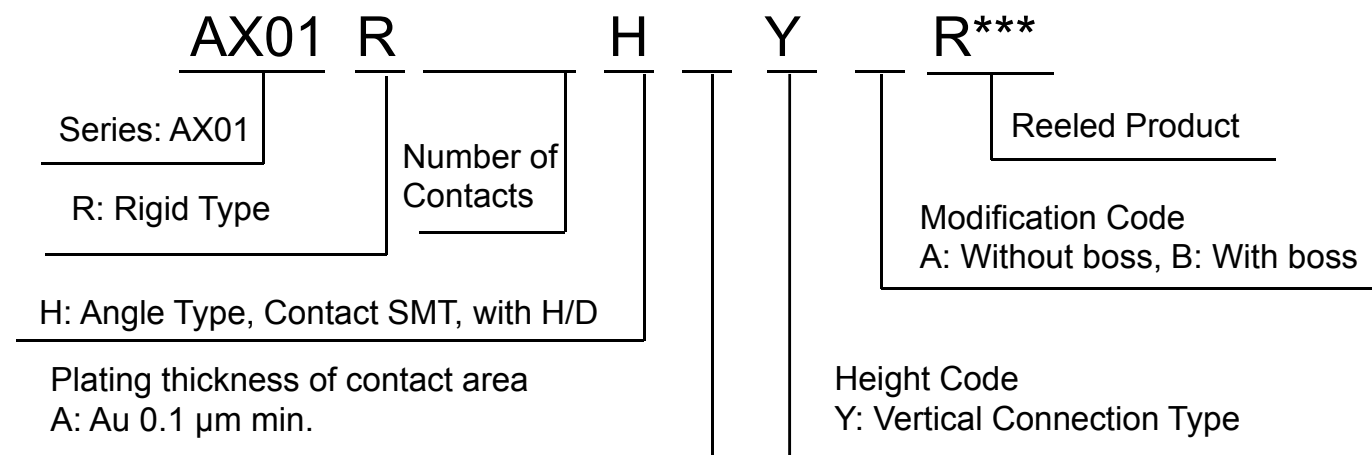 AX01 R H Y R***
Series: AX01
Reeled Product
Number of
Contacts
R: Rigid Type
Modification Code
A: Without boss, B: With boss
H: Angle Type, Contact SMT, with H/D
Plating thickness of contact area
A: Au 0.1 µm min.
Height Code
Y: Vertical Connection Type